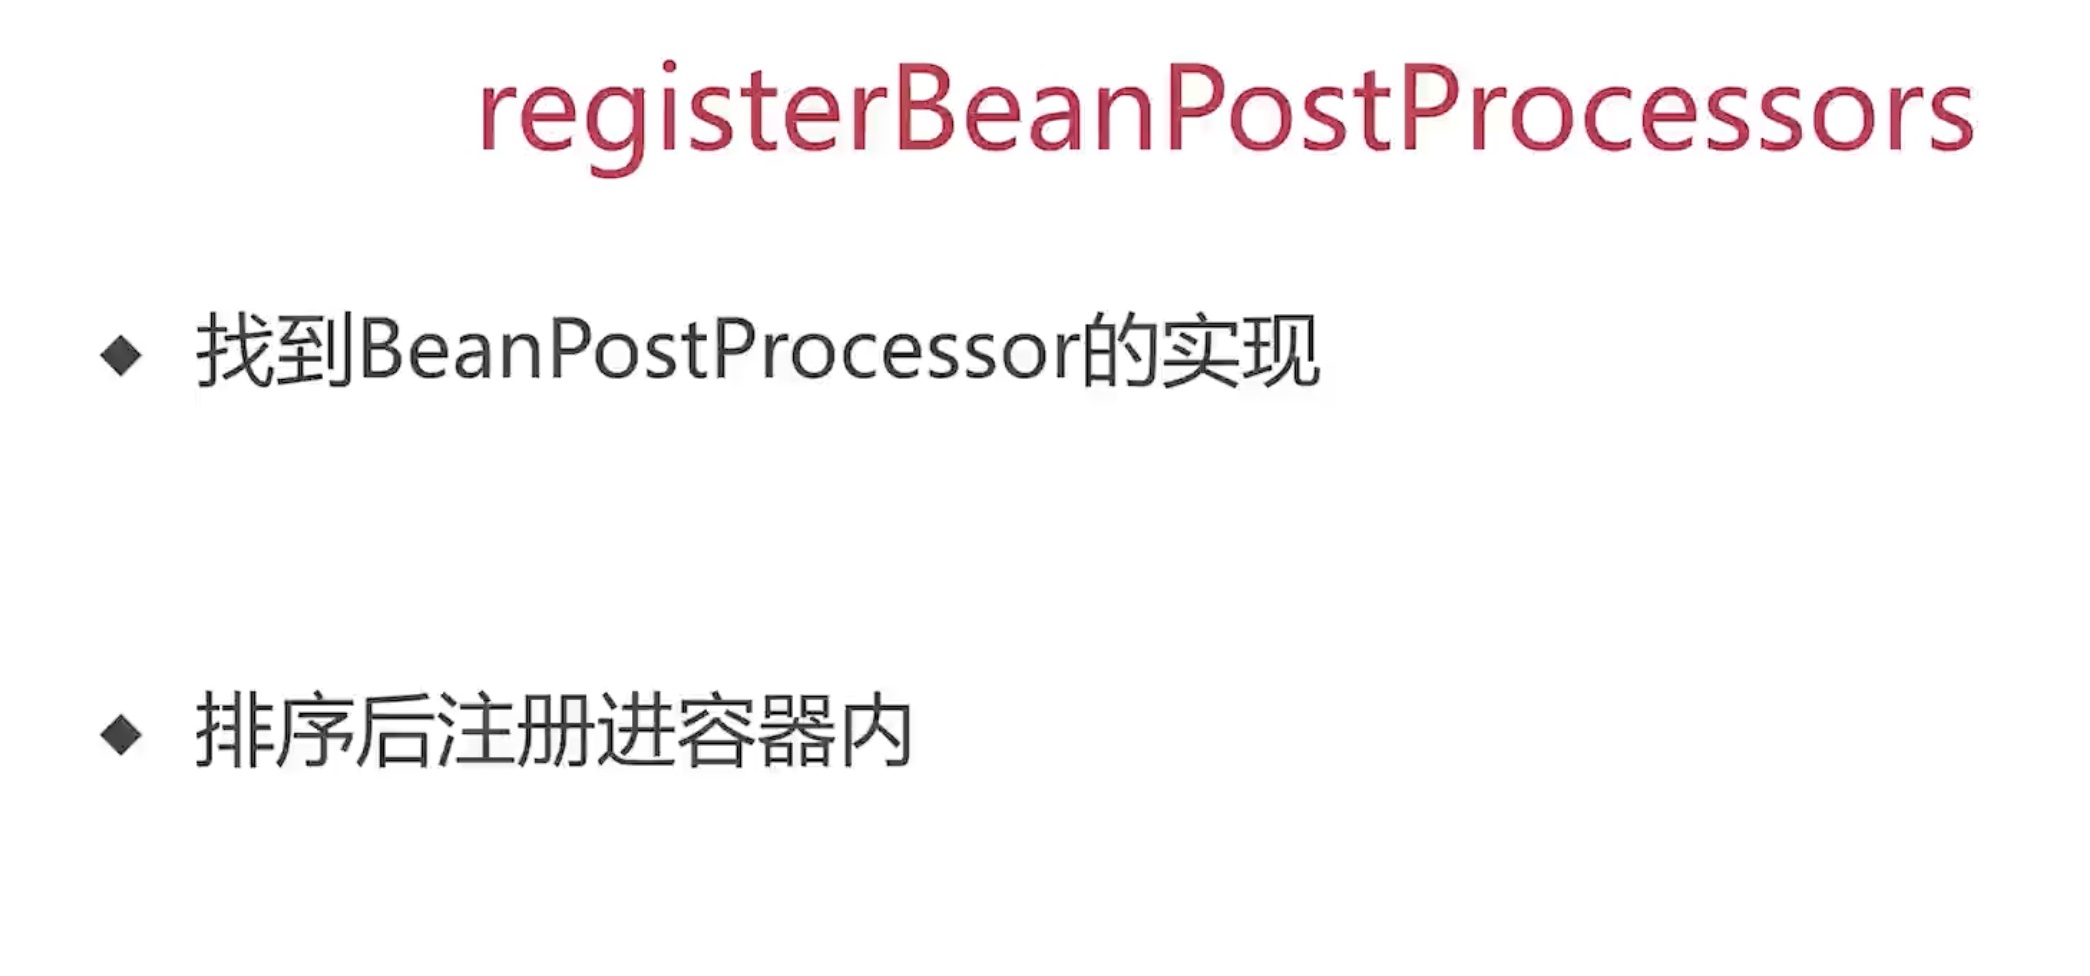 registerBeanPostProcessors
找到BeanPostProcessor的实现
排序后注册进容器内